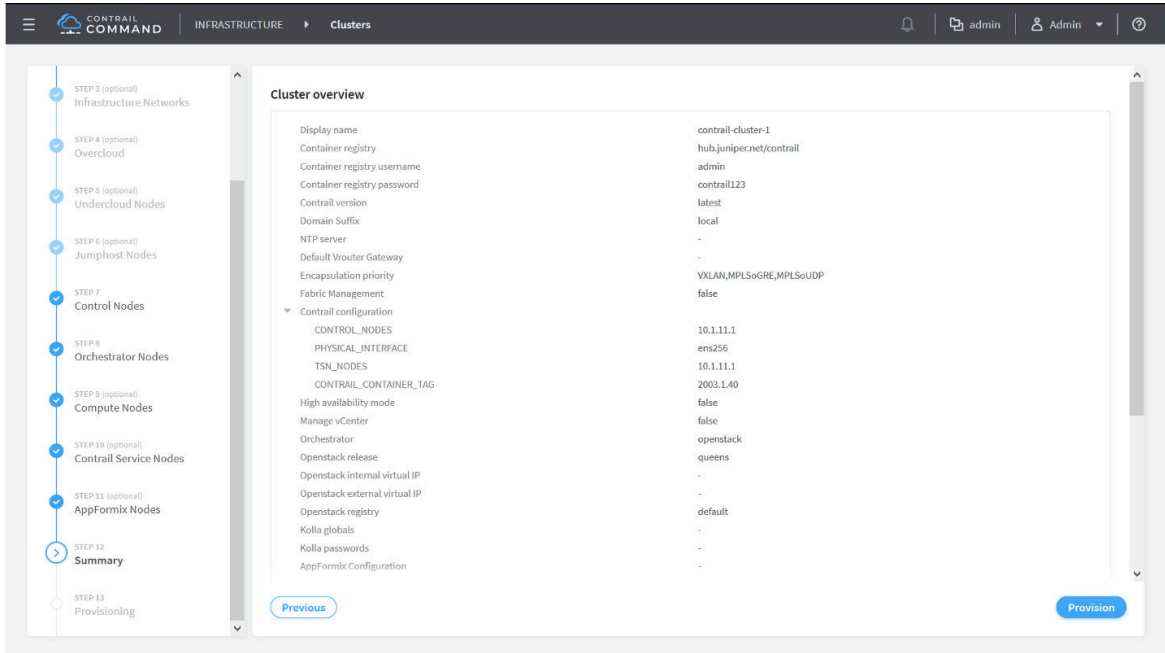 CONTRAIL
COMMAND
INFRASTRUCTURE
Clusters
admin
Admin
STEP 3 (optional)
Infrastructure Networks
STEP 4 (optional)
Overcloud
STEP 5 (optional)
Undercloud Nodes
STEP 6 (optional)
Jumphost Nodes
STEP 7
Control Nodes
STEP 8
Orchestrator Nodes
STEP 9 (optional)
Compute Nodes
STEP 10 (optional)
Contrail Service Nodes
STEP 11 (optional)
AppFormix Nodes
STEP 12
Summary
STEP 13
Provisioning
Cluster overview
Display name contrail-cluster-1
Container registry hub.juniper.net/contrail
Container registry username admin
Container registry password contrail123
Contrail version latest
Domain Suffix local
NTP server -
Default Vrouter Gateway -
Encapsulation priority VXLAN,MPLSoGRE,MPLSoUDP
Fabric Management false
Contrail configuration
CONTROL_NODES 10.1.11.1
PHYSICAL_INTERFACE ens256
TSN_NODES 10.1.11.1
CONTRAIL_CONTAINER_TAG 2003.1.40
High availability mode false
Manage vCenter false
Orchestrator openstack
Openstack release queens
Openstack internal virtual IP -
Openstack external virtual IP -
Openstack registry default
Kolla globals -
Kolla passwords -
AppFormix Configuration -
Previous
Provision